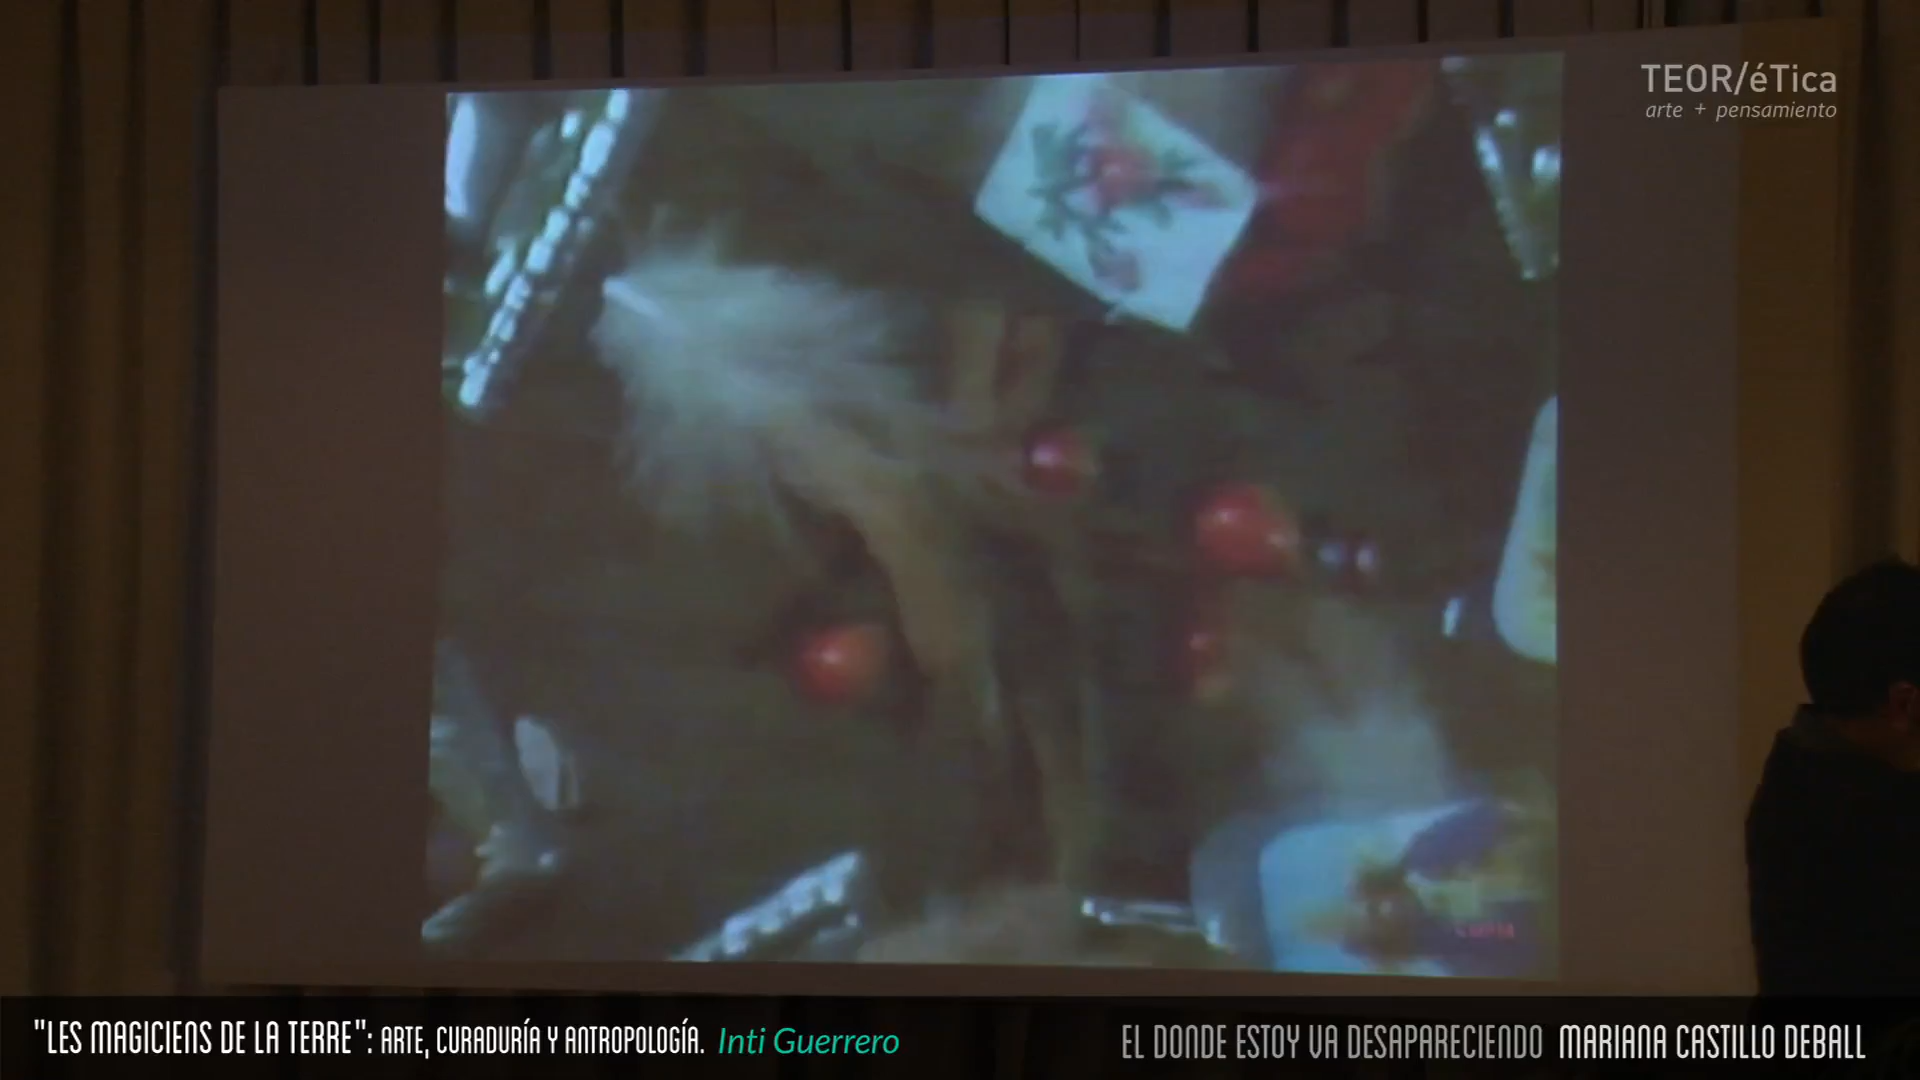 TEOR/éTica
arte + pensamiento
"LES MAGICIENS DE LA TERRE": ARTE, CURADURÍA Y ANTROPOLOGÍA. Inti Guerrero
EL DONDE ESTOY VA DESAPARECIENDO MARIANA CASTILLO DEBALL